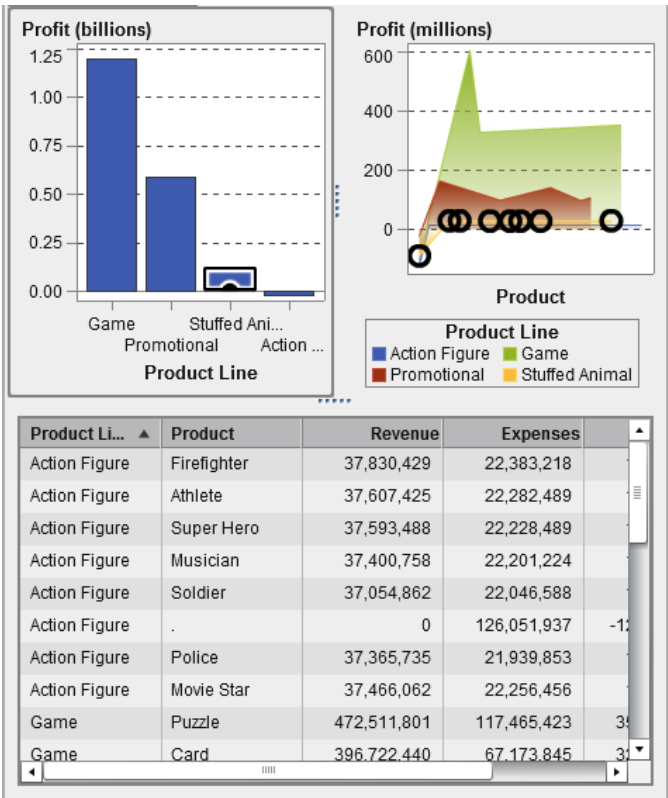 Profit (billions)
1.25
1.00
0.75
0.50
0.25
0.00
Game
Stuffed Ani...
Promotional
Action ...
Product Line
Profit (millions)
600
400
200
0
Product
Product Line
Action Figure
Game
Promotional
Stuffed Animal
Product Li... Product Revenue Expenses
Action Figure Firefighter 37,830,429 22,383,218
Action Figure Athlete 37,607,425 22,282,489
Action Figure Super Hero 37,593,488 22,228,489
Action Figure Musician 37,400,758 22,201,224
Action Figure Soldier 37,054,862 22,046,588
Action Figure . 0 126,051,937 -12
Action Figure Police 37,365,735 21,939,853
Action Figure Movie Star 37,466,062 22,256,456
Game Puzzle 472,511,801 117,465,423 35
Game Card 396,722,440 67,173,845 32